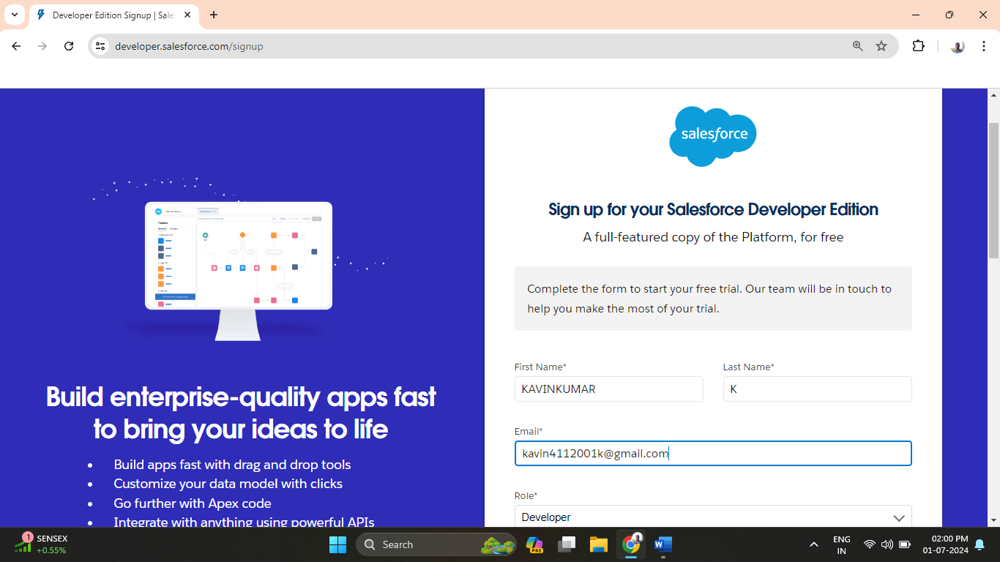 Developer Edition Signup | Sale
developer.salesforce.com/signup
salesforce
Sign up for your Salesforce Developer Edition
A full-featured copy of the Platform, for free
Complete the form to start your free trial. Our team will be in touch to
help you make the most of your trial.
First Name*
Last Name*
KAVINKUMAR
K
Email*
kavin4112001k@gmail.com
Role*
Developer
Build enterprise-quality apps fast
to bring your ideas to life
• Build apps fast with drag and drop tools
• Customize your data model with clicks
• Go further with Apex code
• Integrate with anything using powerful APIs
1
SENSEX
+0.55%
Search
PRE
ENG
IN
02:00 PM
01-07-2024